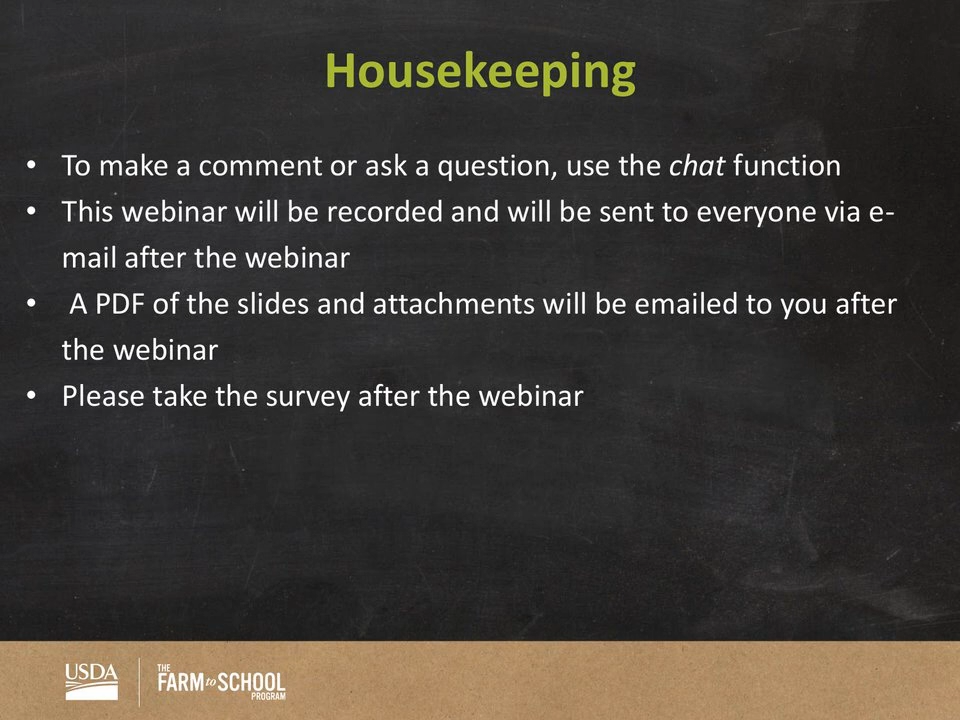 Housekeeping
• To make a comment or ask a question, use the chat function
• This webinar will be recorded and will be sent to everyone via e-
mail after the webinar
• A PDF of the slides and attachments will be emailed to you after
the webinar
• Please take the survey after the webinar
USDA
THE
FARM to SCHOOL
PROGRAM